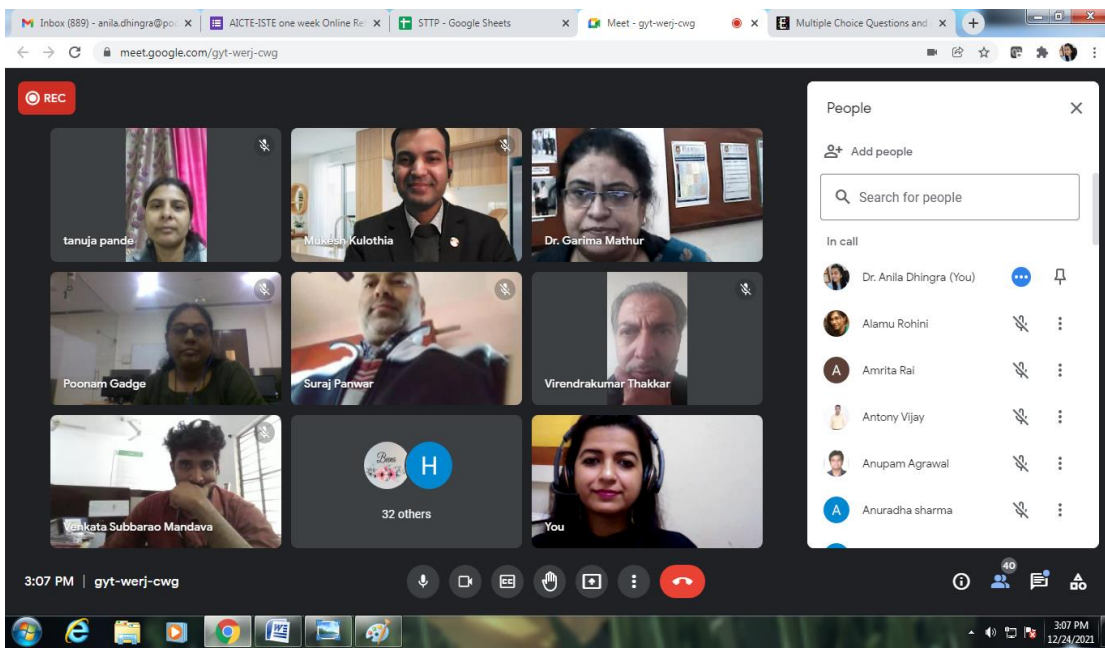 Inbox (889) - anila.dhingra@po
AICTE-ISTE one week Online Re
STTP - Google Sheets
Meet - gyt-werj-cwg
Multiple Choice Questions and
meet.google.com/gyt-werj-cwg
REC
tanuja pande
Mukesh Kulothia
Dr. Garima Mathur
Poonam Gadge
Suraj Panwar
Virendrakumar Thakkar
Venkata Subbarao Mandava
H
32 others
You
People
Add people
Search for people
In call
Dr. Anila Dhingra (You)
Alamu Rohini
A
Amrita Rai
Antony Vijay
Anupam Agrawal
A
Anuradha sharma
3:07 PM | gyt-werj-cwg
CC
40
3:07 PM
12/24/2021